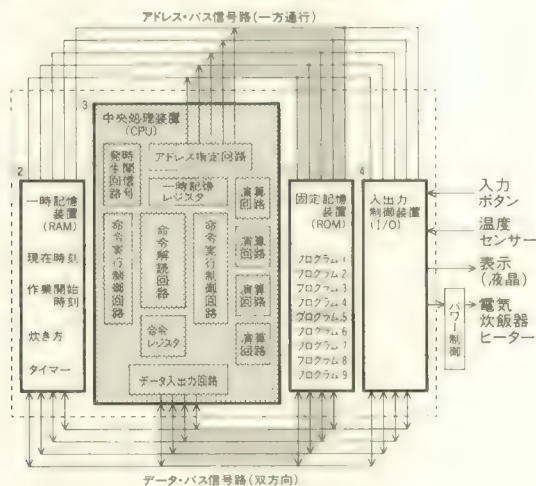 アドレス・バス信号路(一方通行)
3
中央処理装置
(CPU)
発生回路
時間信号
アドレス指定回路
一時記憶
レジスタ
演算
回路
命令実行制御回路
命令解読回路
命令実行制御回路
演算
回路
演算
回路
命令
レジスタ
演算
回路
データ入出力回路
2
一時記憶
装置
(RAM)
現在時刻
作業開始
時刻
炊き方
タイマー
固定記憶
装置
(ROM)
プログラム 1
プログラム 2
プログラム 3
プログラム 4
プログラム 5
プログラム 6
プログラム 7
プログラム 8
プログラム 9
4
入出力
制御装置
(I/O)
入力
ボタン
温度
センサー
表示
(液晶)
パワー制御
電気
炊飯器
ヒーター
データ・バス信号路(双方向)